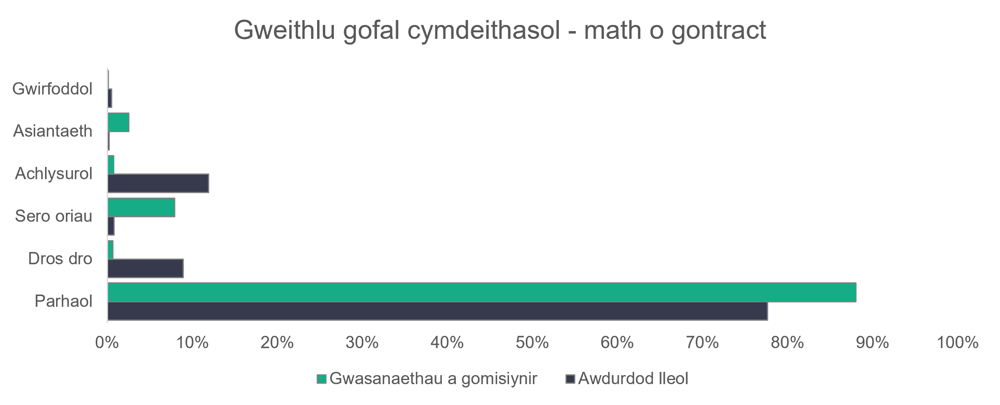 Gweithlu gofal cymdeithasol - math o gontract
Gwirfoddol
Asiantaeth
Achlysurol
Sero oriau
Dros dro
Parhaol
0% 10% 20% 30% 40% 50% 60% 70% 80% 90% 100%
Gwasanaethau a gomisiynir Awdurdod lleol